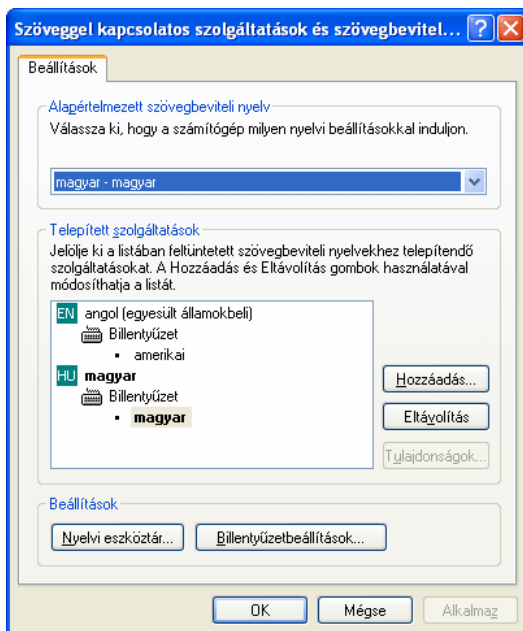 Szöveggel kapcsolatos szolgáltatások és szövegbevitel...
Beállítások
Alapértelmezett szövegbeviteli nyelv
Válassza ki, hogy a számítógép milyen nyelvi beállításokkal induljon.
magyar - magyar
Telepített szolgáltatások
Jelölje ki a listában feltüntetett szövegbeviteli nyelvekhez telepítendő
szolgáltatásokat. A Hozzáadás és Eltávolítás gombok használatával
módosíthatja a listát.
EN angol (egyesült államokbeli)
Billentyűzet
amerikai
HU magyar
Billentyűzet
magyar
Hozzáadás...
Eltávolítás
Tulajdonságok...
Beállítások
Nyelvi eszköztár...
Billentyűzetbeállítások...
OK
Mégse
Alkalmaz